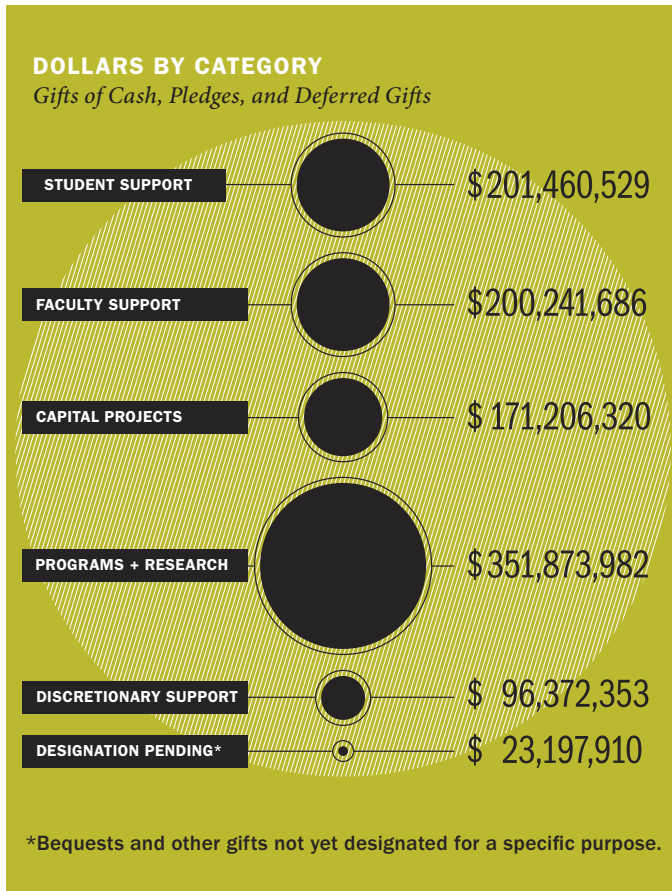 DOLLARS BY CATEGORY
Gifts of Cash, Pledges, and Deferred Gifts
STUDENT SUPPORT $201,460,529
FACULTY SUPPORT $200,241,686
CAPITAL PROJECTS $171,206,320
PROGRAMS + RESEARCH $351,873,982
DISCRETIONARY SUPPORT $ 96,372,353
DESIGNATION PENDING* $ 23,197,910
*Bequests and other gifts not yet designated for a specific purpose.